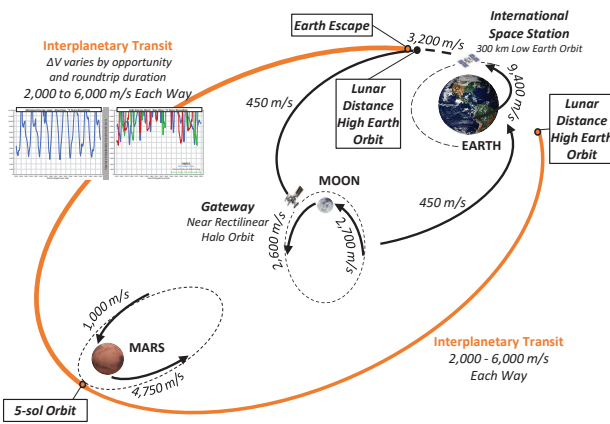 Interplanetary Transit
ΔV varies by opportunity
and roundtrip duration
2,000 to 6,000 m/s Each Way
Earth Escape
3,200 m/s
International
Space Station
300 km Low Earth Orbit
Lunar
Distance
High Earth
Orbit
9,400 m/s
EARTH
Lunar
Distance
High Earth
Orbit
450 m/s
MOON
Gateway
Near Rectilinear
Halo Orbit
2,600 m/s
2,700 m/s
450 m/s
1,000 m/s
MARS
4,750 m/s
5-sol Orbit
Interplanetary Transit
2,000 - 6,000 m/s
Each Way